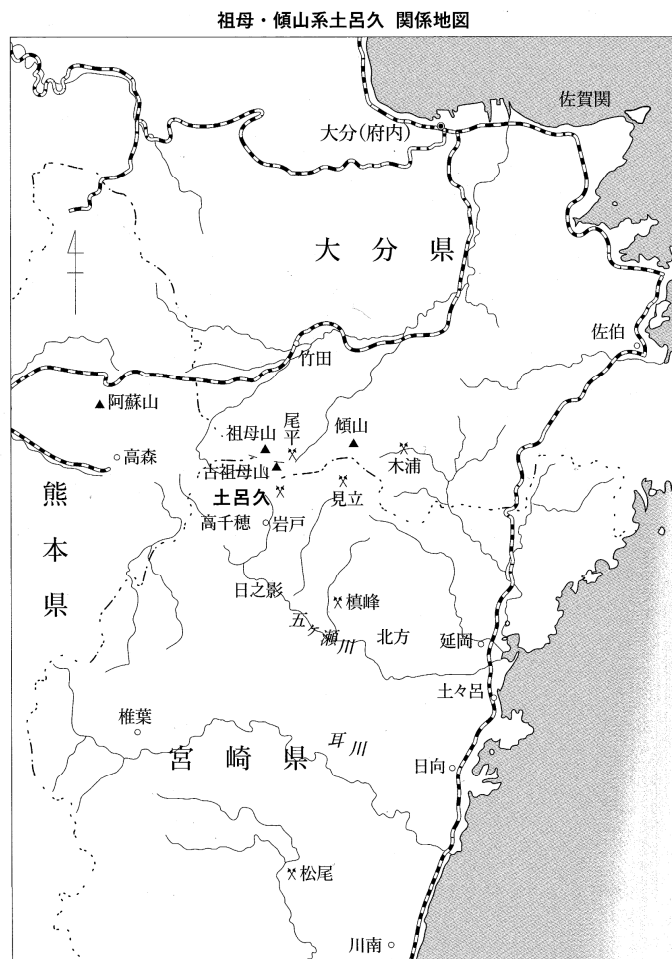 祖母・傾山系土呂久 関係地図
佐賀関
大分(府内)
大分県
佐伯
竹田
阿蘇山
尾平
祖母山
傾山
高森
古祖母山
木浦
土呂久
見立
熊本県
高千穂
岩戸
日之影
槙峰
五ヶ瀬川
北方
延岡
土々呂
椎葉
耳川
宮崎県
日向
松尾
川南